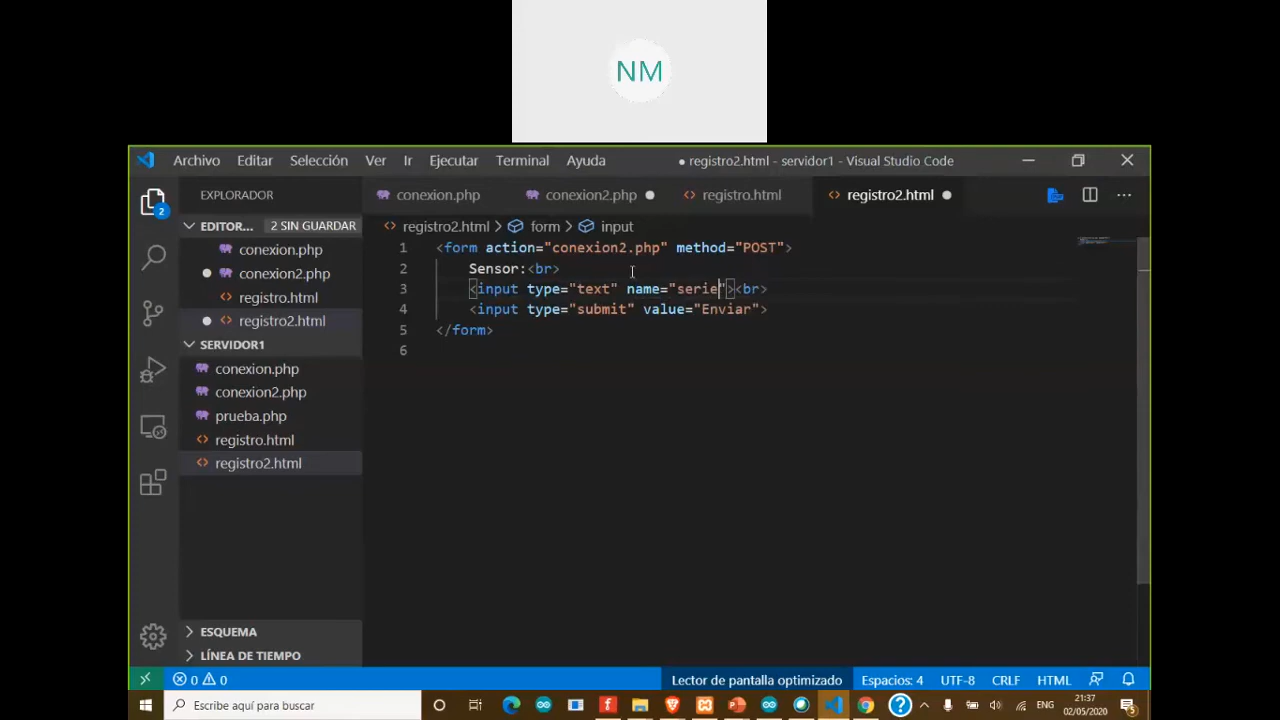 NM
Archivo Editar Selección Ver Ir Ejecutar Terminal Ayuda ● registro2.html - servidor1 - Visual Studio Code
EXPLORADOR
conexion.php conexion2.php registro.html registro2.html
EDITOR... 2 SIN GUARDAR
conexion.php
conexion2.php
registro.html
registro2.html
SERVIDOR1
conexion.php
conexion2.php
prueba.php
registro.html
registro2.html
ESQUEMA
LÍNEA DE TIEMPO
2
registro2.html > form > input
1 <form action="conexion2.php" method="POST">
2 Sensor:<br>
3 <input type="text" name="serie"><br>
4 <input type="submit" value="Enviar">
5 </form>
6
0 0 Lector de pantalla optimizado Espacios: 4 UTF-8 CRLF HTML
Escribe aquí para buscar
ENG
21:37
02/05/2020
5